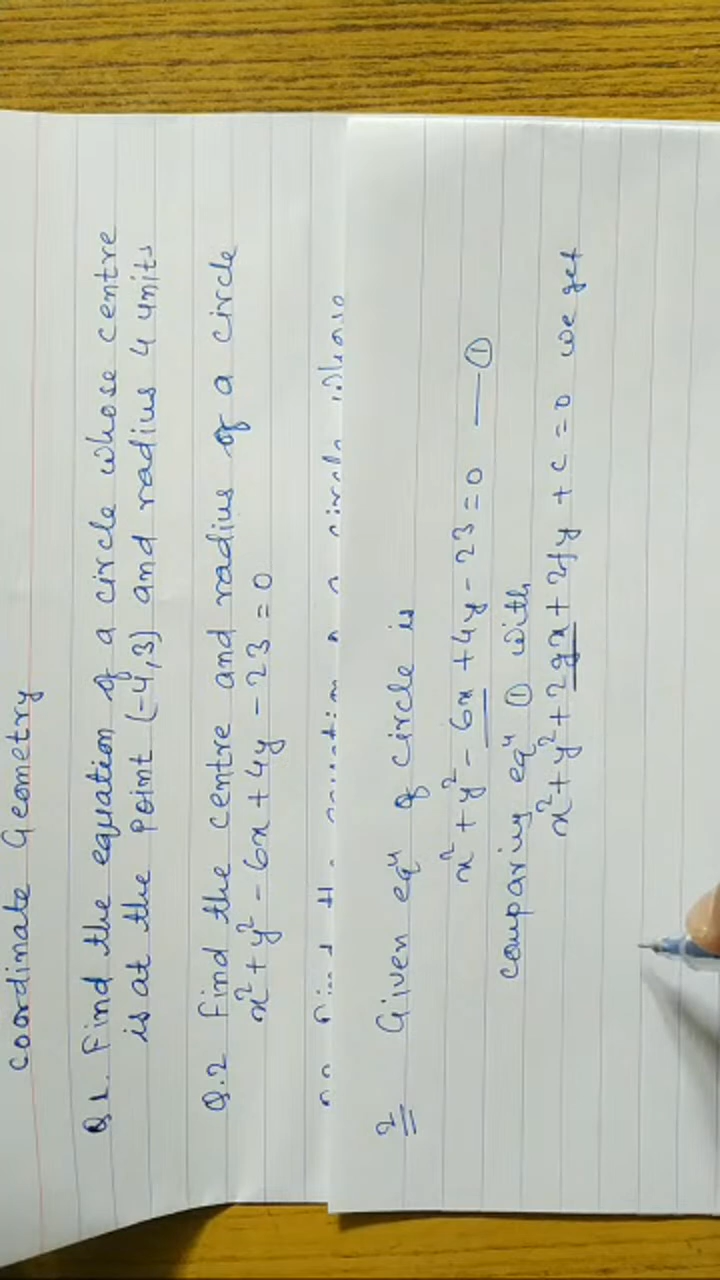 Coordinate Geometry
Q1. Find the equation of a circle whose centre
is at the point (-4,3) and radius 4 units
Q.2 Find the centre and radius of a circle
x²+y²-6x+4y-23=0
2 Given eqⁿ of circle is
x²+y²-6x+4y-23=0 —①
comparing eqⁿ ① with
x²+y²+2gx+2fy+c=0 we get